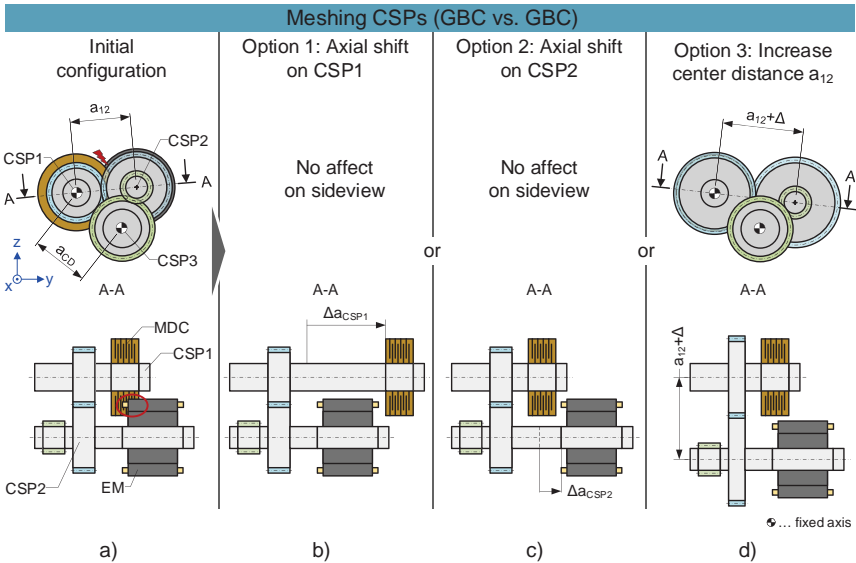 Meshing CSPs (GBC vs. GBC)
Initial
configuration
a12
CSP1
CSP2
A
A
aCD
CSP3
z
x
y
A-A
MDC
CSP1
CSP2
EM
a)
Option 1: Axial shift
on CSP1
No affect
on sideview
or
A-A
ΔaCSP1
b)
Option 2: Axial shift
on CSP2
No affect
on sideview
or
A-A
ΔaCSP2
c)
Option 3: Increase
center distance a12
a12+Δ
A
A
A-A
a12+Δ
... fixed axis
d)